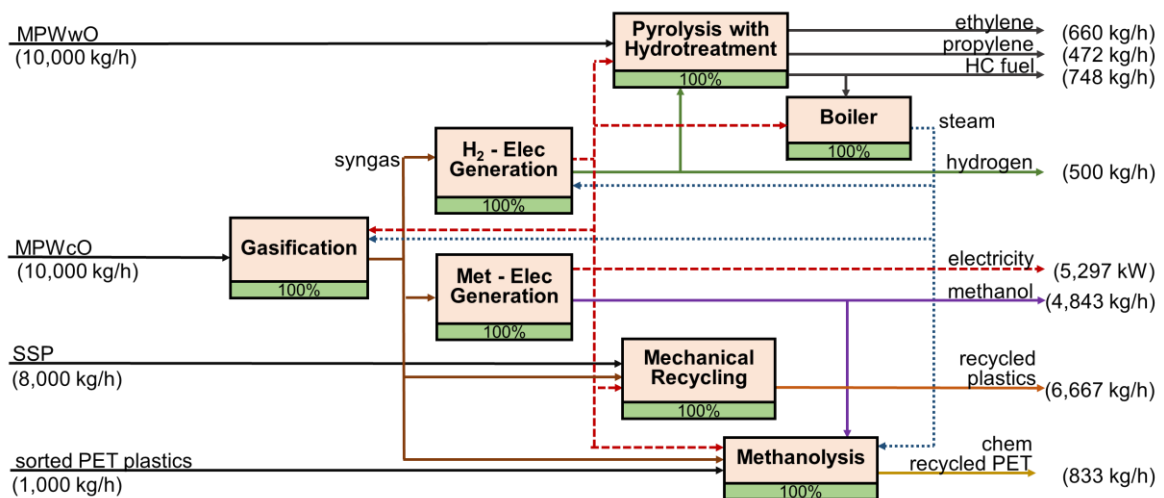 MPWwO
(10,000 kg/h)
Pyrolysis with
Hydrotreatment
100%
ethylene
(660 kg/h)
propylene
(472 kg/h)
HC fuel
(748 kg/h)
Boiler
100%
steam
syngas
H₂ - Elec
Generation
100%
hydrogen
(500 kg/h)
MPWcO
(10,000 kg/h)
Gasification
100%
Met - Elec
Generation
100%
electricity
(5,297 kW)
methanol
(4,843 kg/h)
SSP
(8,000 kg/h)
Mechanical
Recycling
100%
recycled
plastics
(6,667 kg/h)
sorted PET plastics
(1,000 kg/h)
Methanolysis
100%
chem
recycled PET
(833 kg/h)